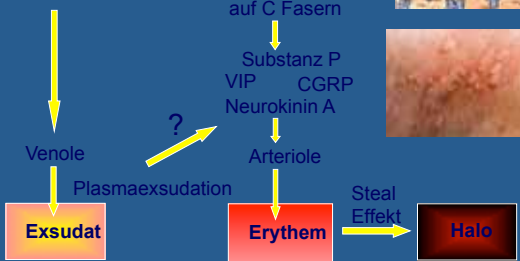 auf C Fasern
Substanz P
VIP CGRP
Neurokinin A
?
Venole
Arteriole
Plasmaexsudation
Steal
Effekt
Exsudat
Erythem
Halo